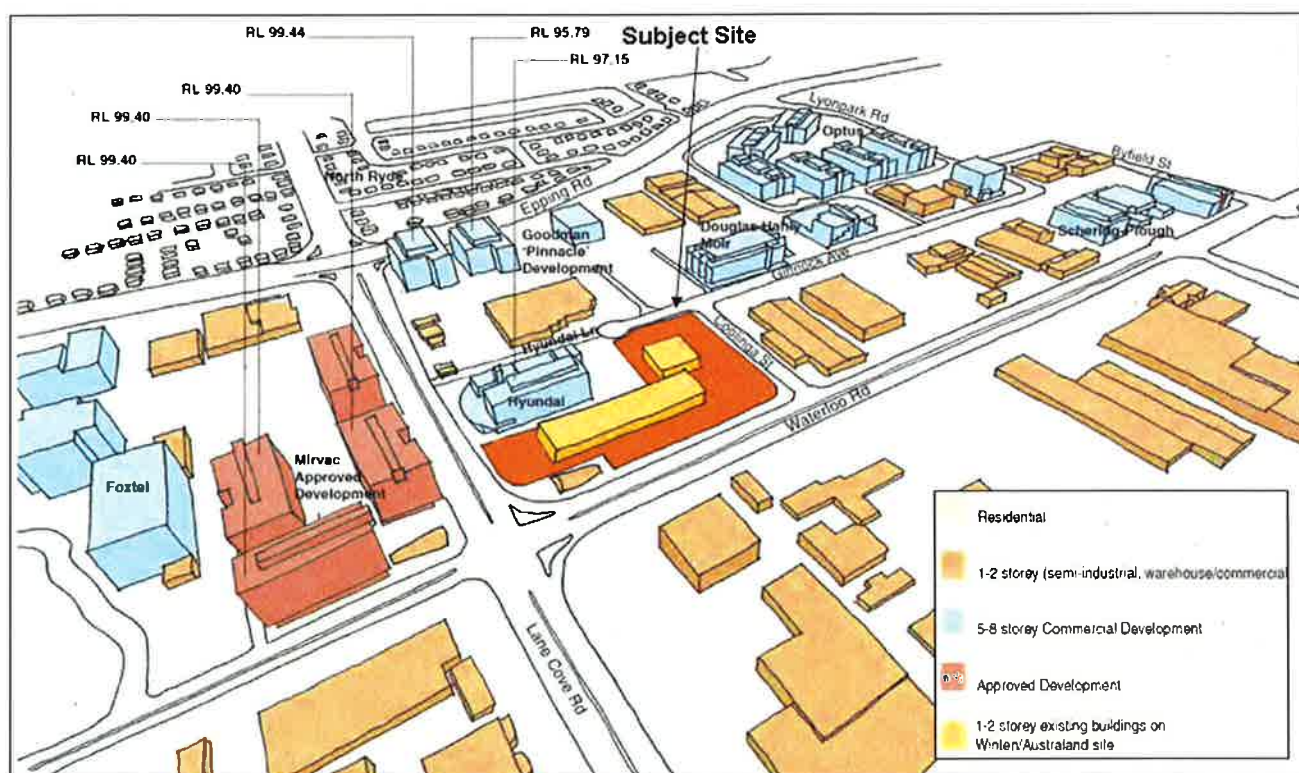 RL 99.44
RL 95.79
Subject Site
RL 97.15
RL 99.40
RL 99.40
RL 99.40
North Ryde
Epping Rd
Lyonpark Rd
Optus
Byfield St
Goodman
'Pinnacle'
Development
Douglas Hanly
Moir
Schering-Plough
Ave
Hyundai Ln
Coolinga St
Hyundai
Waterloo Rd
Mirvac
Approved
Development
Foxtel
Lane Cove Rd
Residential
1-2 storey (semi-industrial, warehouse/commercial
5-8 storey Commercial Development
Approved Development
1-2 storey existing buildings on
Winten/Australand site